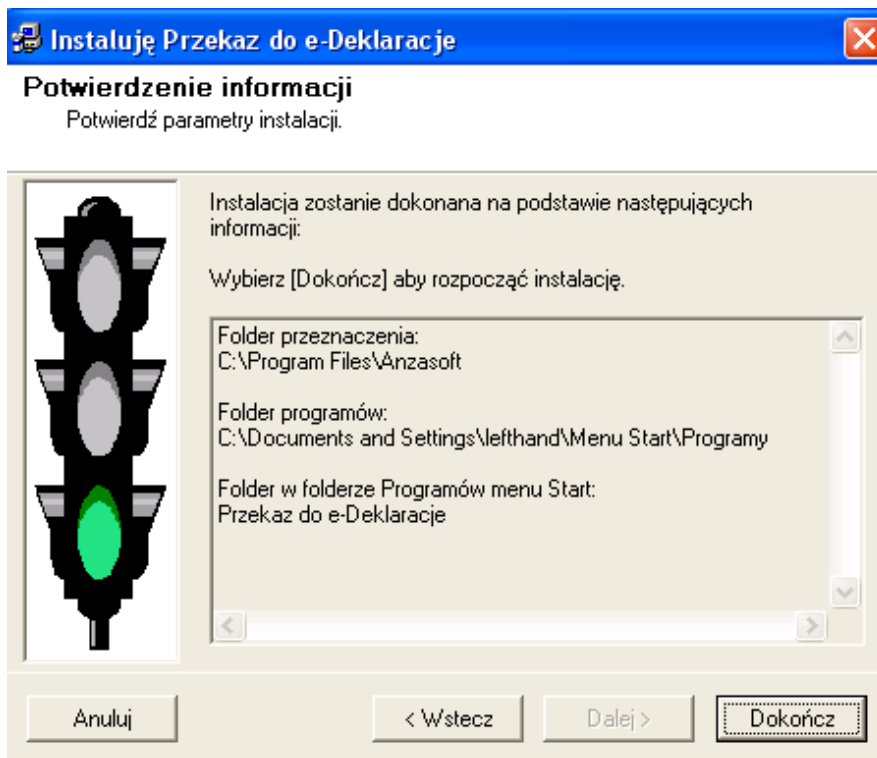 Instaluję Przekaz do e-Deklaracje
Potwierdzenie informacji
Potwierdź parametry instalacji.
Instalacja zostanie dokonana na podstawie następujących
informacji:
Wybierz [Dokończ] aby rozpocząć instalację.
Folder przeznaczenia:
C:\Program Files\Anzasoft
Folder programów:
C:\Documents and Settings\lefthand\Menu Start\Programy
Folder w folderze Programów menu Start:
Przekaz do e-Deklaracje
Anuluj
< Wstecz
Dalej >
Dokończ